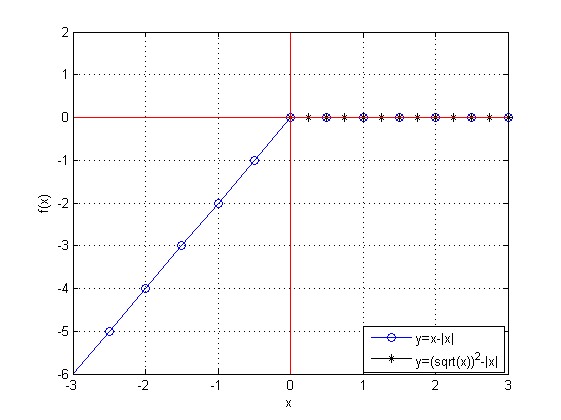 2
1
0
-1
-2
-3
-4
-5
-6
f(x)
-3 -2 -1 0 1 2 3
x
y=x-|x|
y=(sqrt(x))^2-|x|